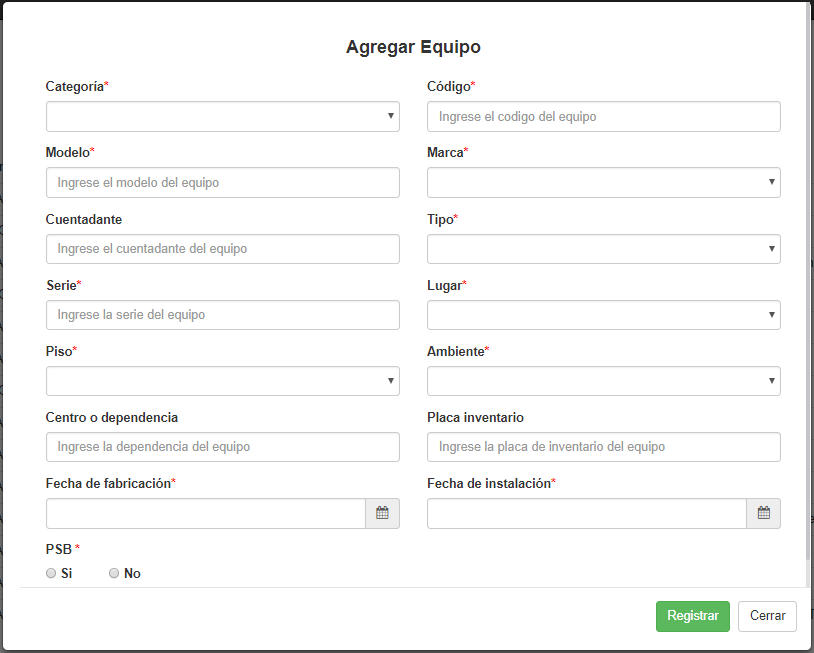 Agregar Equipo
Categoría*
Código*
Ingrese el codigo del equipo
Modelo*
Marca*
Ingrese el modelo del equipo
Cuentadante
Tipo*
Ingrese el cuentadante del equipo
Serie*
Lugar*
Ingrese la serie del equipo
Piso*
Ambiente*
Centro o dependencia
Placa inventario
Ingrese la dependencia del equipo
Ingrese la placa de inventario del equipo
Fecha de fabricación*
Fecha de instalación*
PSB *
Si
No
Registrar
Cerrar